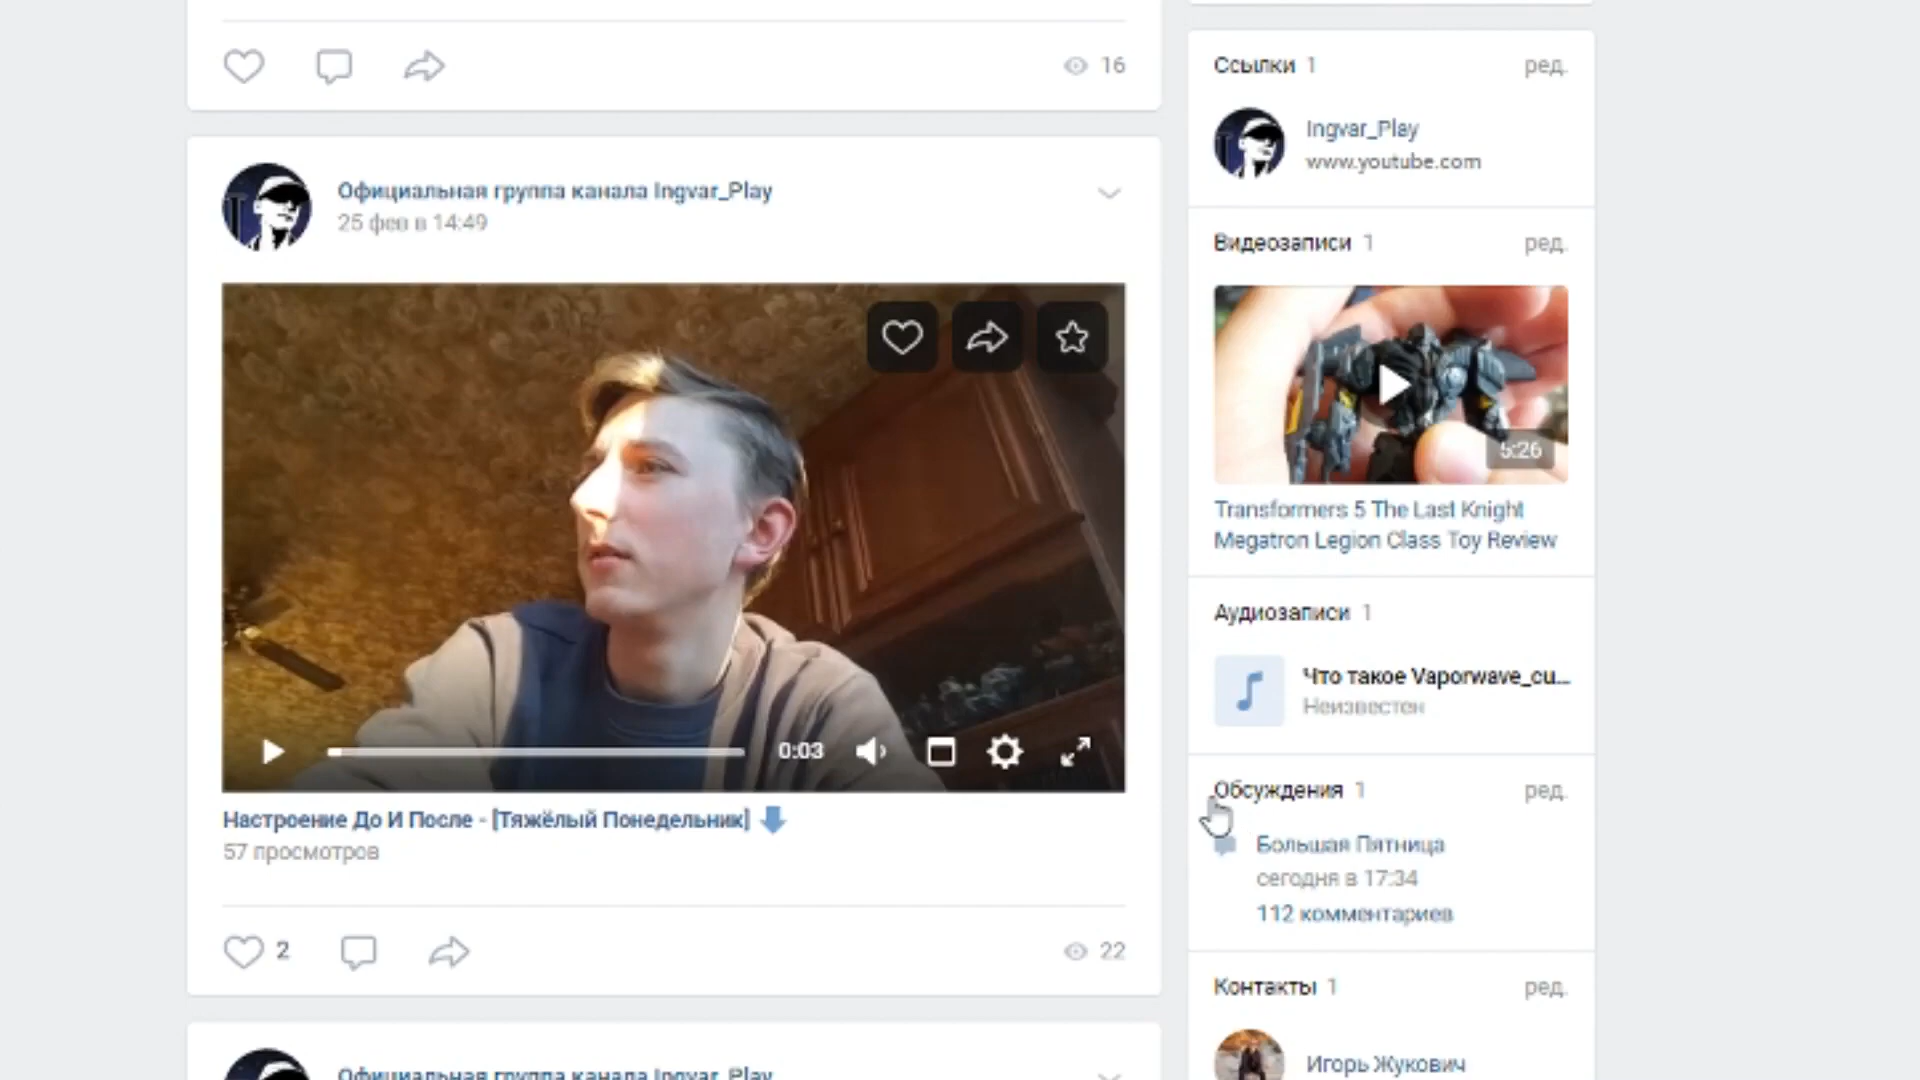 16
Официальная группа канала Ingvar_Play
25 фев в 14:49
0:03
Настроение До И После - [Тяжёлый Понедельник]
57 просмотров
2
22
Официальная группа канала Ingvar_Play
Ссылки 1 ред.
Ingvar_Play
www.youtube.com
Видеозаписи 1 ред.
5:26
Transformers 5 The Last Knight
Megatron Legion Class Toy Review
Аудиозаписи 1
Что такое Vaporwave_cu...
Неизвестен
Обсуждения 1 ред.
Большая Пятница
сегодня в 17:34
112 комментариев
Контакты 1 ред.
Игорь Жукович